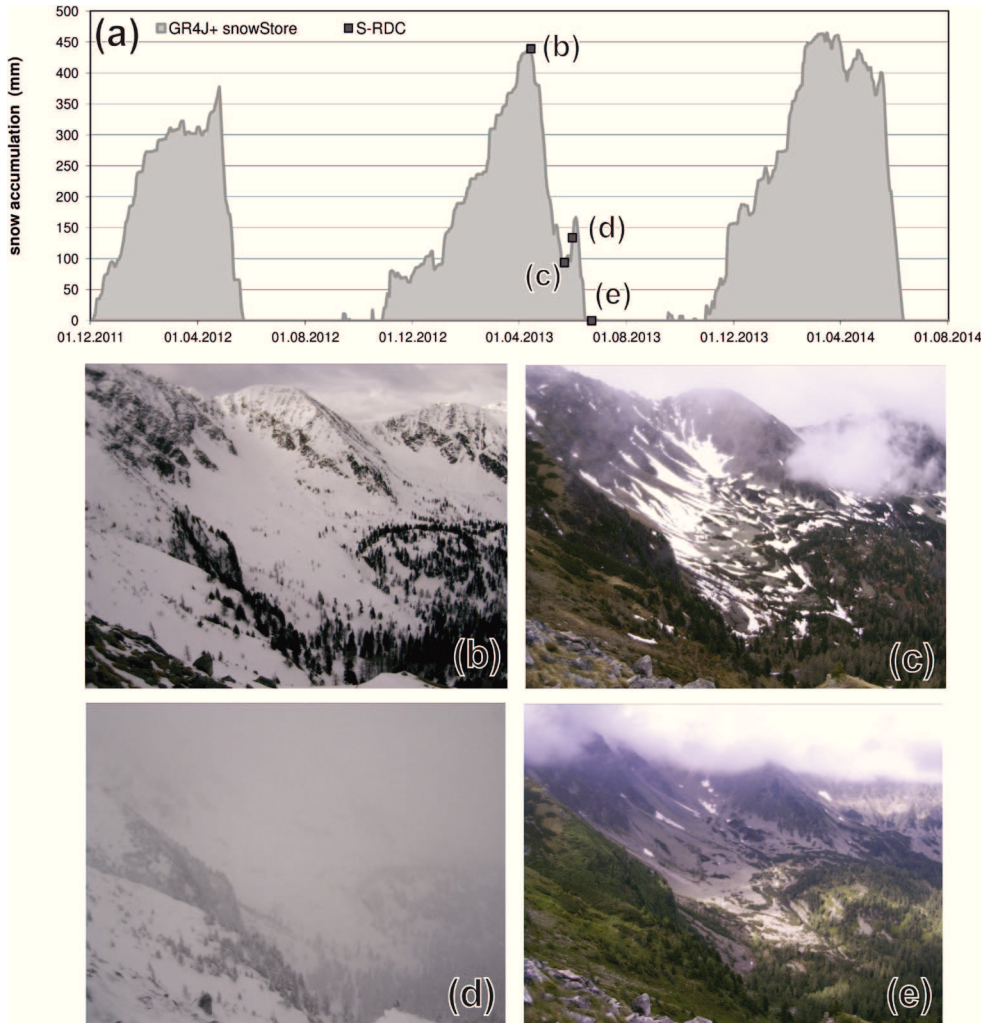 500
450
400
350
300
250
200
150
100
50
0
snow accumulation (mm)
(a)
GR4J+ snowStore
S-RDC
(b)
(d)
(c)
(e)
01.12.2011
01.04.2012
01.08.2012
01.12.2012
01.04.2013
01.08.2013
01.12.2013
01.04.2014
01.08.2014
(b)
(c)
(d)
(e)